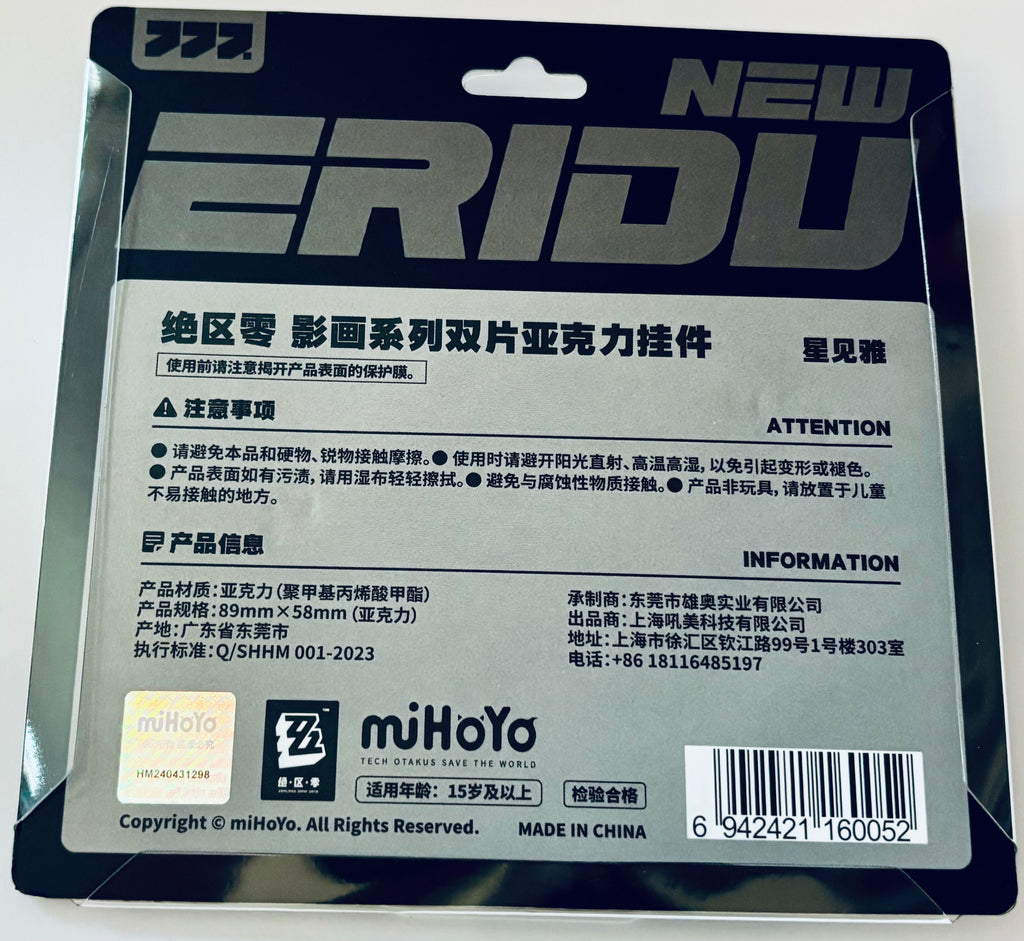 777.
NEW
ERIDU
绝区零 影画系列双片亚克力挂件
星见雅
使用前请注意揭开产品表面的保护膜。
注意事项
ATTENTION
● 请避免本品和硬物、锐物接触摩擦。● 使用时请避开阳光直射、高温高湿, 以免引起变形或褪色。
● 产品表面如有污渍, 请用湿布轻轻擦拭。● 避免与腐蚀性物质接触。● 产品非玩具, 请放置于儿童
不易接触的地方。
产品信息
INFORMATION
产品材质：亚克力（聚甲基丙烯酸甲酯）
产品规格：89mm×58mm（亚克力）
产地：广东省东莞市
执行标准：Q/SHHM 001-2023
承制商：东莞市雄奥实业有限公司
出品商：上海吼美科技有限公司
地址：上海市徐汇区钦江路99号1号楼303室
电话：+86 18116485197
miHoYo
HM240431298
绝·区·零
ZENLESS ZONE ZERO
miHoYo
TECH OTAKUS SAVE THE WORLD
适用年龄：15岁及以上
检验合格
Copyright © miHoYo. All Rights Reserved.
MADE IN CHINA
6 942421 160052